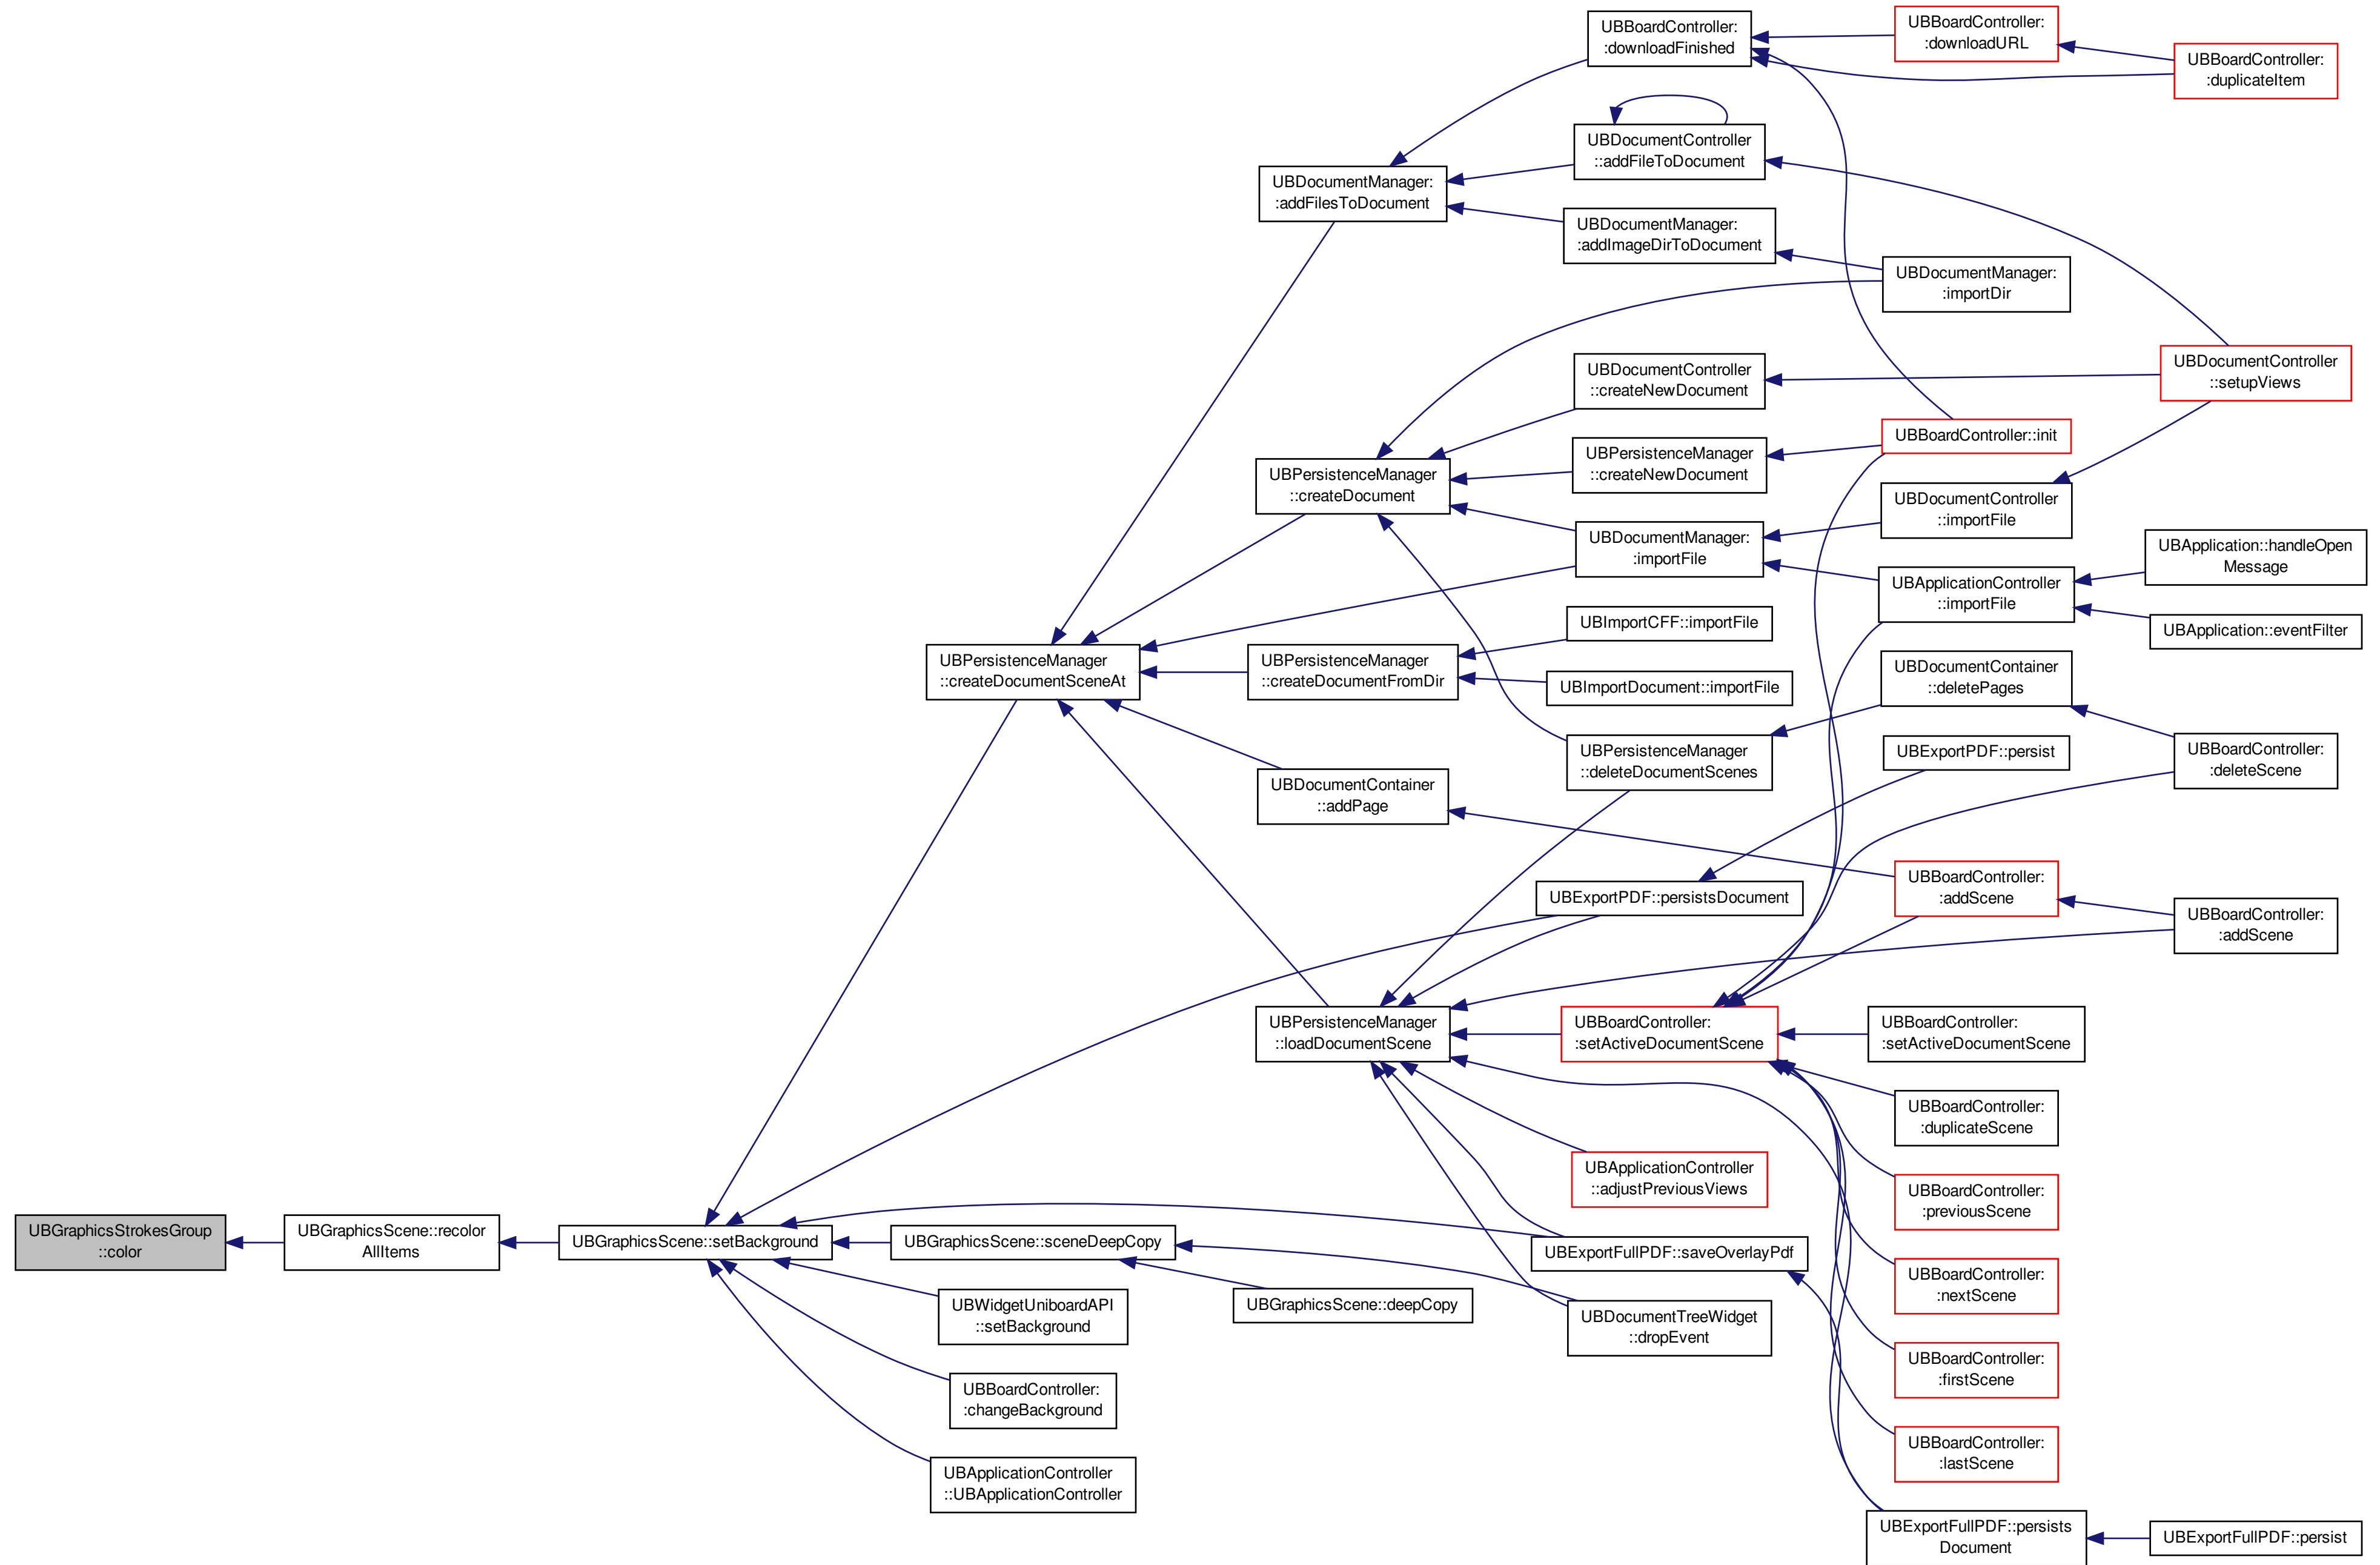 UBBoardController:
:downloadFinished
UBBoardController:
:downloadURL
UBBoardController:
:duplicateItem
UBDocumentController
::addFileToDocument
UBDocumentManager:
:addFilesToDocument
UBDocumentManager:
:addImageDirToDocument
UBDocumentManager:
:importDir
UBDocumentController
::createNewDocument
UBDocumentController
::setupViews
UBBoardController::init
UBPersistenceManager
::createDocument
UBPersistenceManager
::createNewDocument
UBDocumentController
::importFile
UBDocumentManager:
:importFile
UBApplication::handleOpen
Message
UBApplicationController
::importFile
UBApplication::eventFilter
UBImportCFF::importFile
UBPersistenceManager
::createDocumentSceneAt
UBPersistenceManager
::createDocumentFromDir
UBImportDocument::importFile
UBDocumentContainer
::deletePages
UBPersistenceManager
::deleteDocumentScenes
UBExportPDF::persist
UBBoardController:
:deleteScene
UBDocumentContainer
::addPage
UBExportPDF::persistsDocument
UBBoardController:
:addScene
UBBoardController:
:addScene
UBPersistenceManager
::loadDocumentScene
UBBoardController:
:setActiveDocumentScene
UBBoardController:
:setActiveDocumentScene
UBBoardController:
:duplicateScene
UBApplicationController
::adjustPreviousViews
UBBoardController:
:previousScene
UBGraphicsStrokesGroup
::color
UBGraphicsScene::recolor
AllItems
UBGraphicsScene::setBackground
UBGraphicsScene::sceneDeepCopy
UBExportFullPDF::saveOverlayPdf
UBBoardController:
:nextScene
UBWidgetUniboardAPI
::setBackground
UBGraphicsScene::deepCopy
UBDocumentTreeWidget
::dropEvent
UBBoardController:
:firstScene
UBBoardController:
:changeBackground
UBBoardController:
:lastScene
UBApplicationController
::UBApplicationController
UBExportFullPDF::persists
Document
UBExportFullPDF::persist